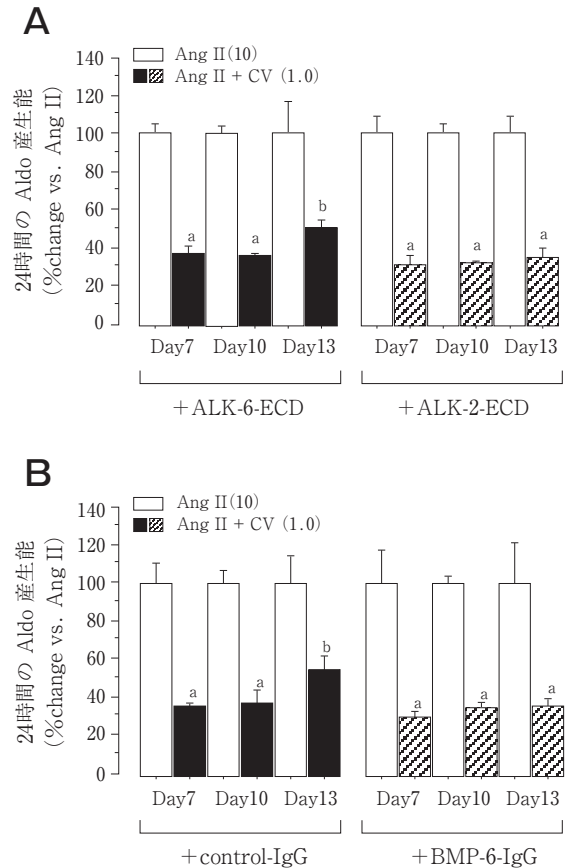 A
Ang II(10)
Ang II + CV (1.0)
24時間の Aldo 産生能
(%change vs. Ang II)
140
120
100
80
60
40
20
0
a
a
b
a
a
a
Day7
Day10
Day13
Day7
Day10
Day13
+ALK-6-ECD
+ALK-2-ECD
B
Ang II(10)
Ang II + CV (1.0)
24時間の Aldo 産生能
(%change vs. Ang II)
140
120
100
80
60
40
20
0
a
a
b
a
a
a
Day7
Day10
Day13
Day7
Day10
Day13
+control-IgG
+BMP-6-IgG